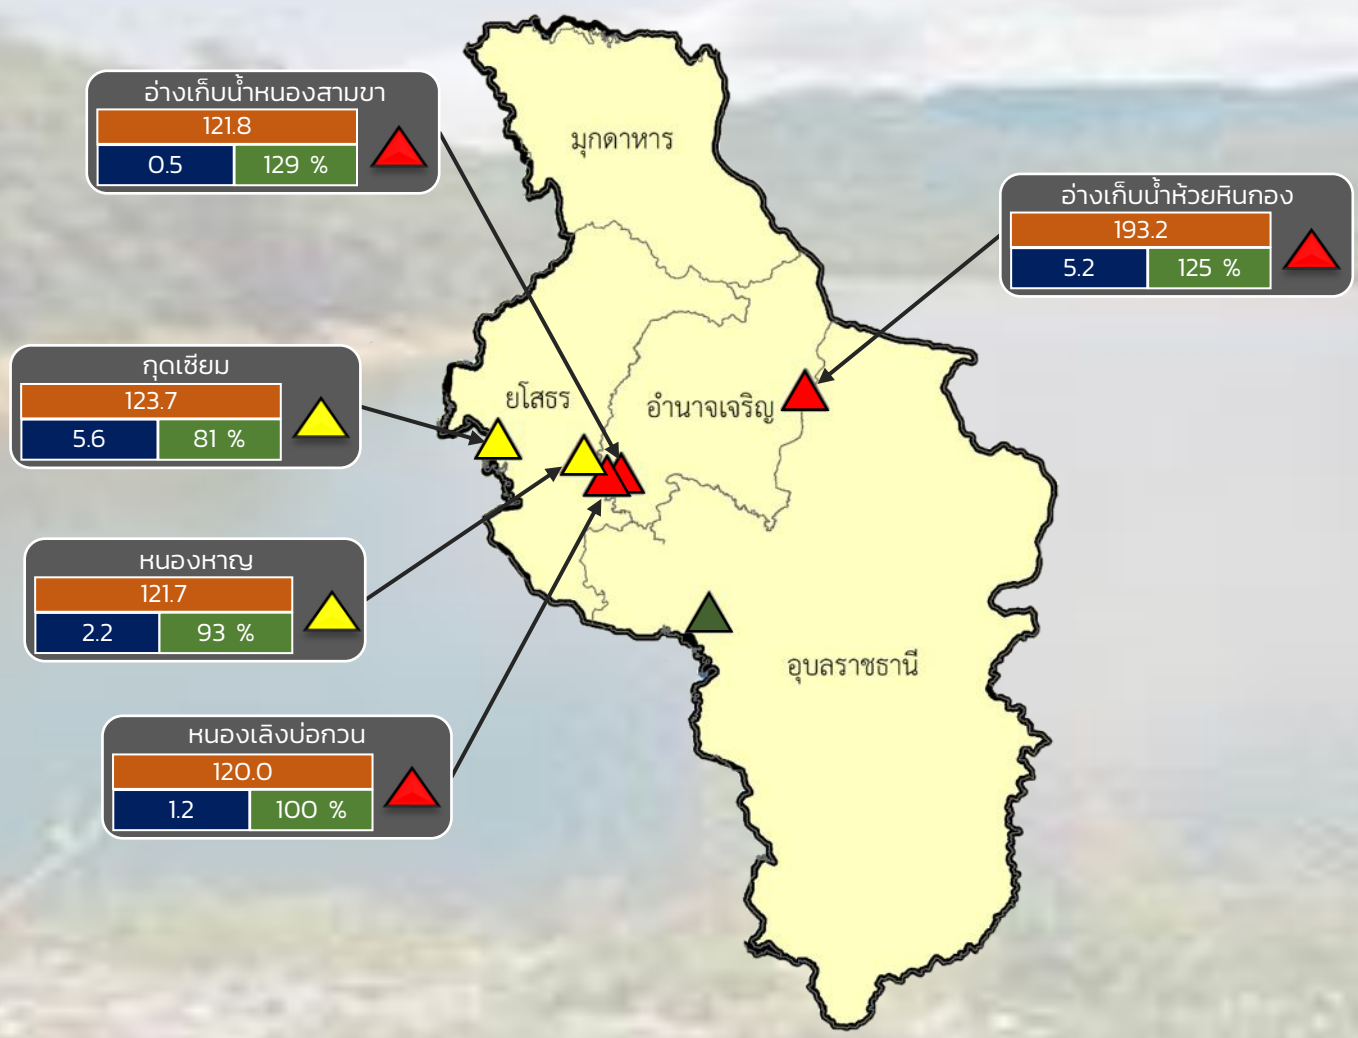 อ่างเก็บน้ำหนองสามขา
121.8
0.5 129 %
มุกดาหาร
อ่างเก็บน้ำห้วยหินกอง
193.2
5.2 125 %
กุดเชียม
123.7
5.6 81 %
ยโสธร
อำนาจเจริญ
หนองหาญ
121.7
2.2 93 %
อุบลราชธานี
หนองเลิงบ่อกวน
120.0
1.2 100 %